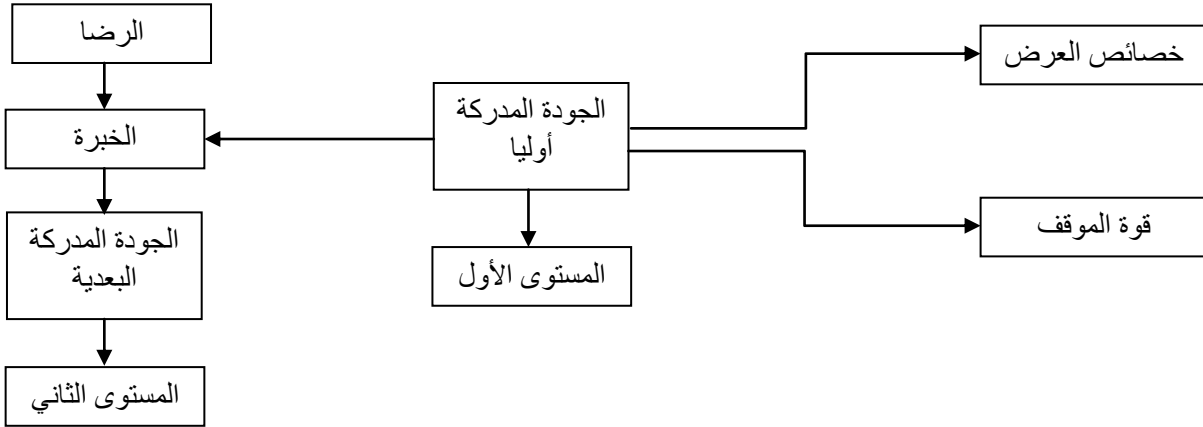 الرضا
خصائص العرض
الجودة المدركة
أوليا
الخبرة
قوة الموقف
الجودة المدركة
البعدية
المستوى الأول
المستوى الثاني